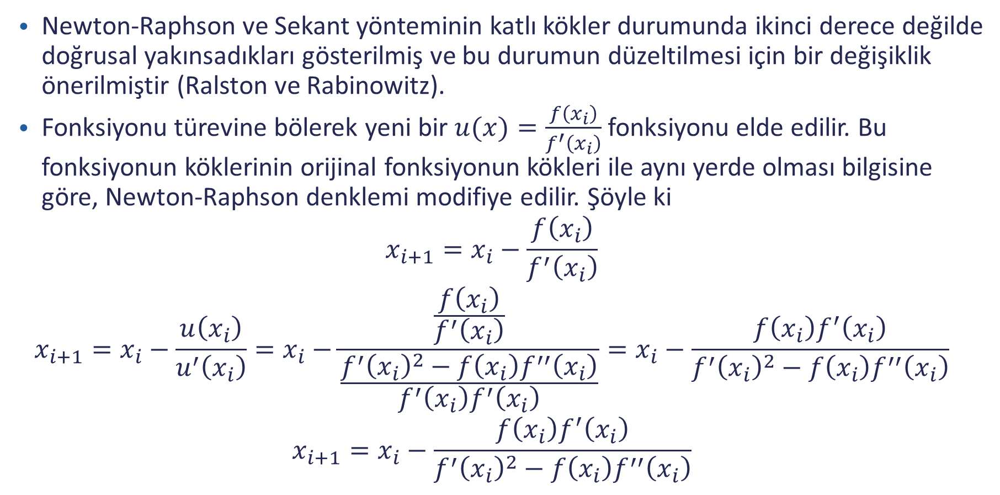 • Newton-Raphson ve Sekant yönteminin katlı kökler durumunda ikinci derece değilde
doğrusal yakınsadıkları gösterilmiş ve bu durumun düzeltilmesi için bir değişiklik
önerilmiştir (Ralston ve Rabinowitz).
• Fonksiyonu türevine bölerek yeni bir $u(x) = \frac{f(x_i)}{f'(x_i)}$ fonksiyonu elde edilir. Bu
fonksiyonun köklerinin orijinal fonksiyonun kökleri ile aynı yerde olması bilgisine
göre, Newton-Raphson denklemi modifiye edilir. Şöyle ki
$x_{i+1} = x_i - \frac{f(x_i)}{f'(x_i)}$
$x_{i+1} = x_i - \frac{u(x_i)}{u'(x_i)} = x_i - \frac{\frac{f(x_i)}{f'(x_i)}}{\frac{f'(x_i)^2 - f(x_i)f''(x_i)}{f'(x_i)f'(x_i)}} = x_i - \frac{f(x_i)f'(x_i)}{f'(x_i)^2 - f(x_i)f''(x_i)}$
$x_{i+1} = x_i - \frac{f(x_i)f'(x_i)}{f'(x_i)^2 - f(x_i)f''(x_i)}$